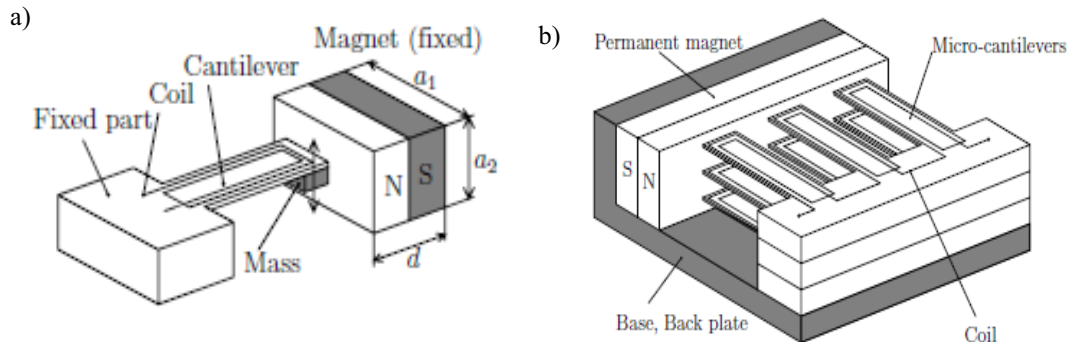 a)
Magnet (fixed)
Cantilever
Coil
Fixed part
a₁
a₂
N
S
Mass
d
b)
Permanent magnet
Micro-cantilevers
S
N
Base, Back plate
Coil